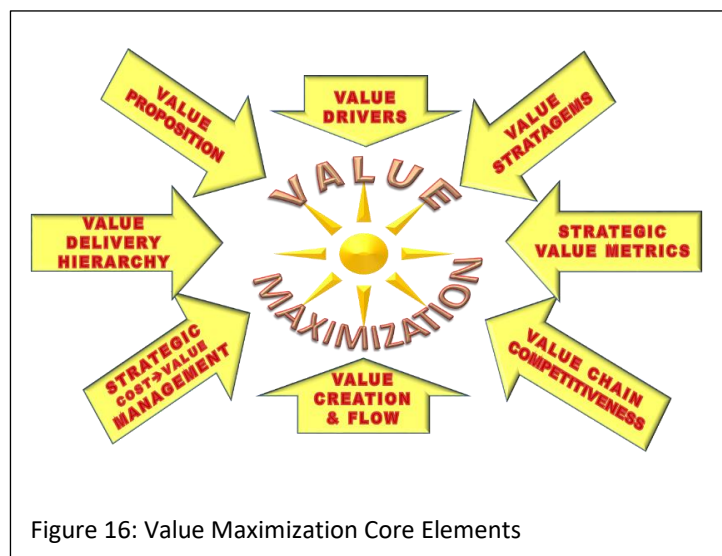 VALUE
PROPOSITION
VALUE
DRIVERS
VALUE
STRATAGEMS
VALUE
DELIVERY
HIERARCHY
VALUE
MAXIMIZATION
STRATEGIC
VALUE METRICS
STRATEGIC
COST→VALUE
MANAGEMENT
VALUE
CREATION
& FLOW
VALUE CHAIN
COMPETITIVENESS
Figure 16: Value Maximization Core Elements